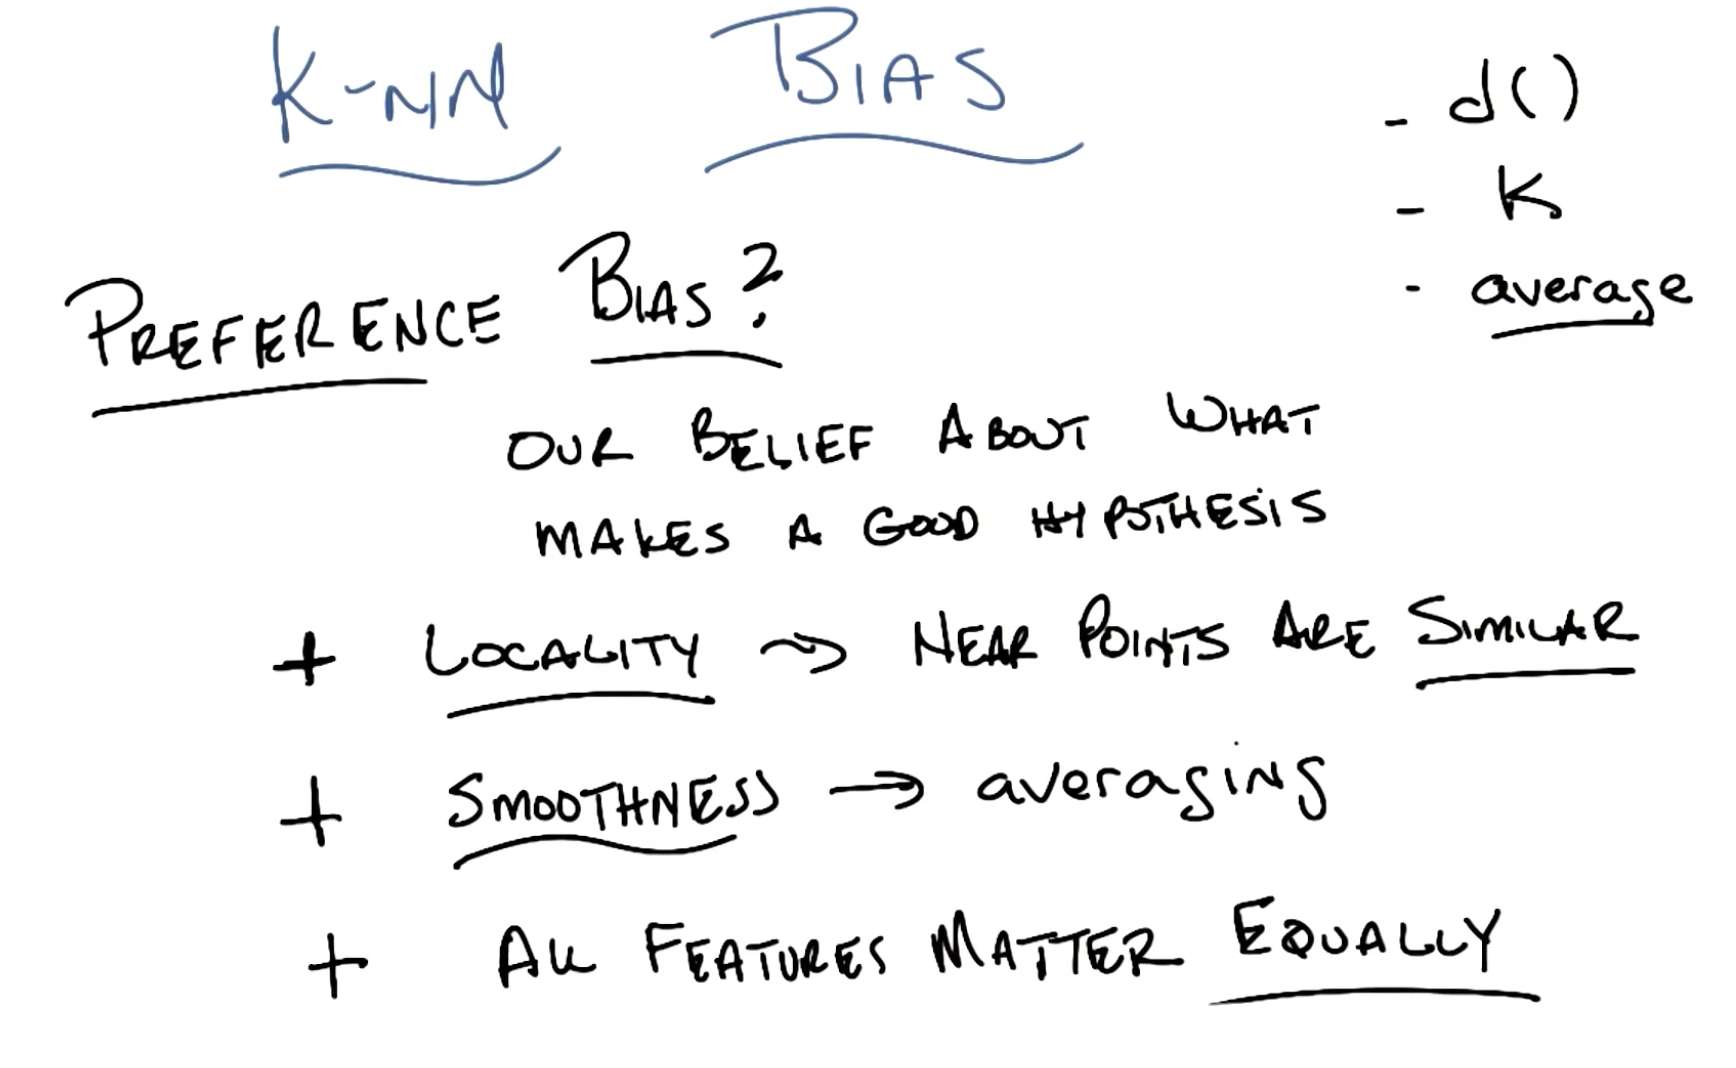 K-NN BIAS
- d()
- K
- average
PREFERENCE BIAS?
OUR BELIEF ABOUT WHAT
MAKES A GOOD HYPOTHESIS
+ LOCALITY → NEAR POINTS ARE SIMILAR
+ SMOOTHNESS → averaging
+ ALL FEATURES MATTER EQUALLY